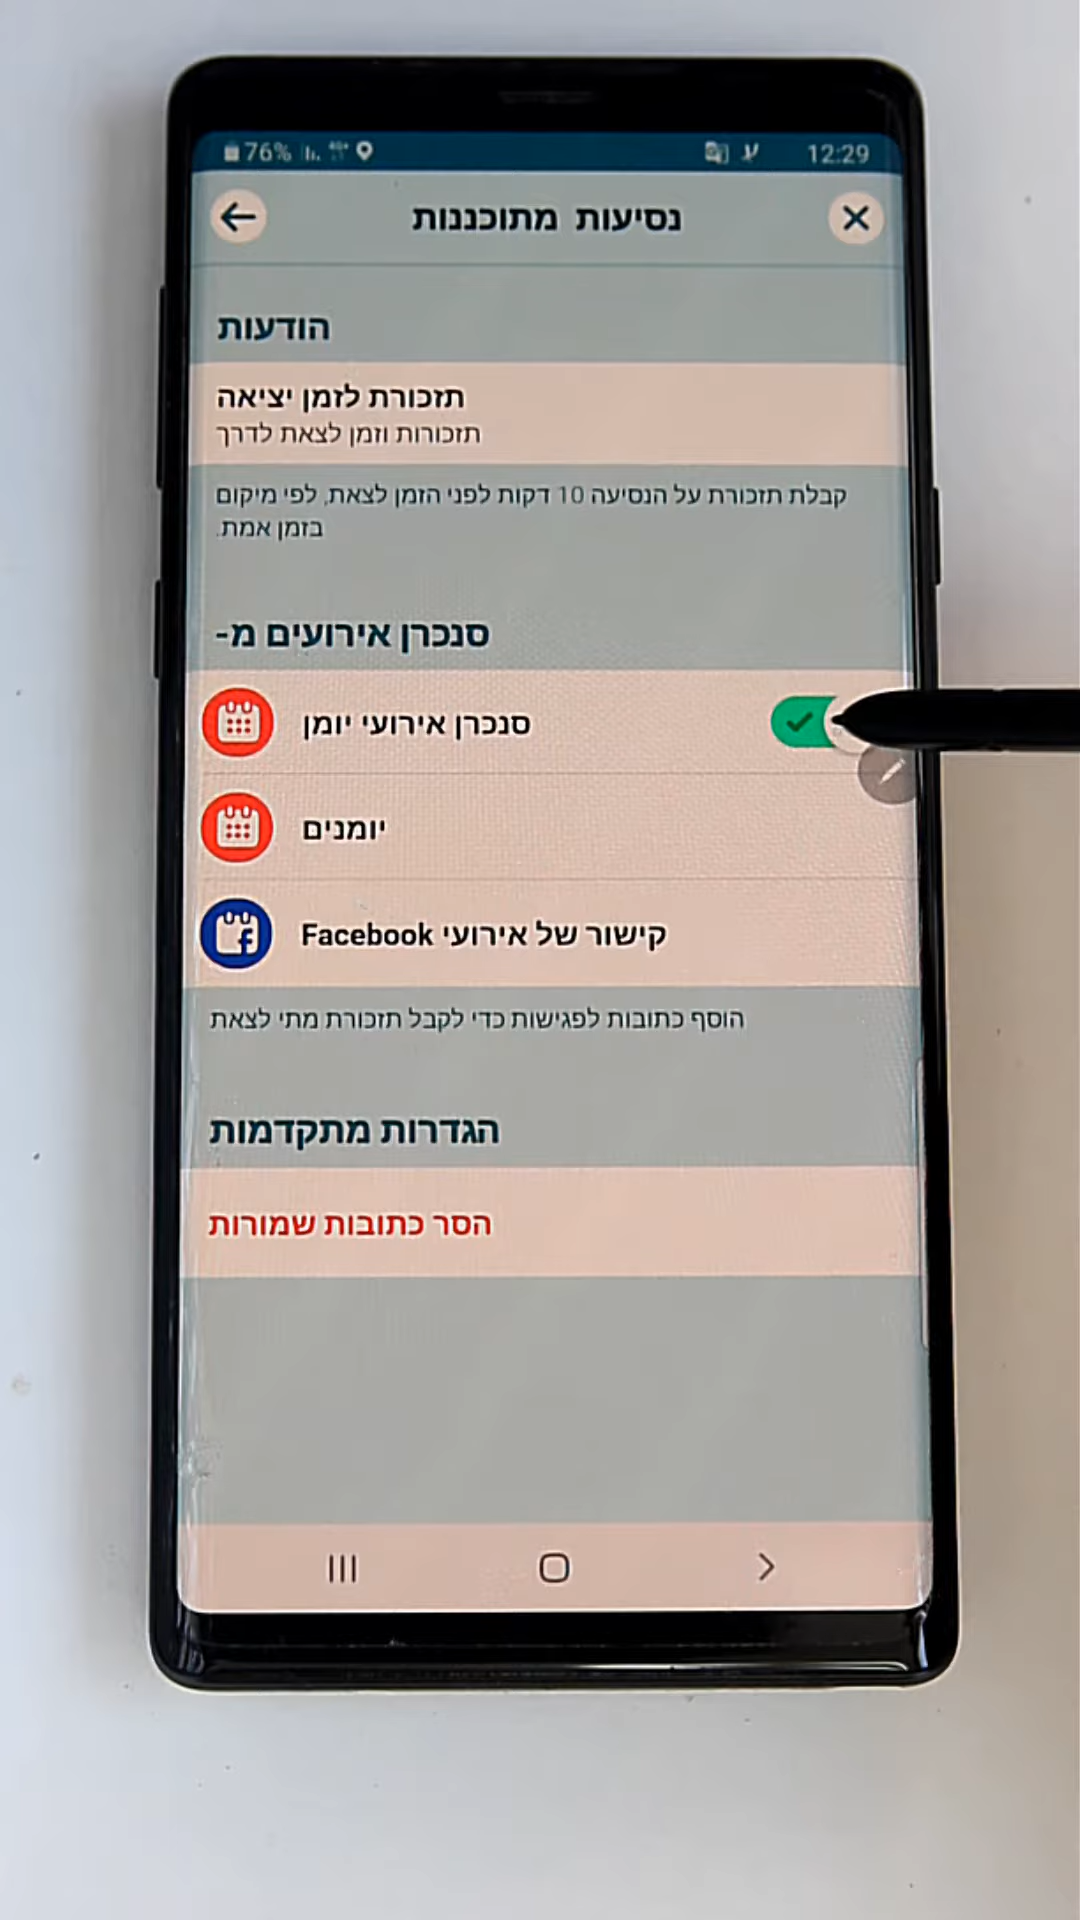 76% 12:29
נסיעות מתוכננות
הודעות
תזכורת לזמן יציאה
תזכורות וזמן לצאת לדרך
קבלת תזכורת על הנסיעה 10 דקות לפני הזמן לצאת, לפי מיקום
בזמן אמת.
סנכרן אירועים מ-
סנכרן אירועי יומן
יומנים
קישור של אירועי Facebook
הוסף כתובות לפגישות כדי לקבל תזכורת מתי לצאת
הגדרות מתקדמות
הסר כתובות שמורות